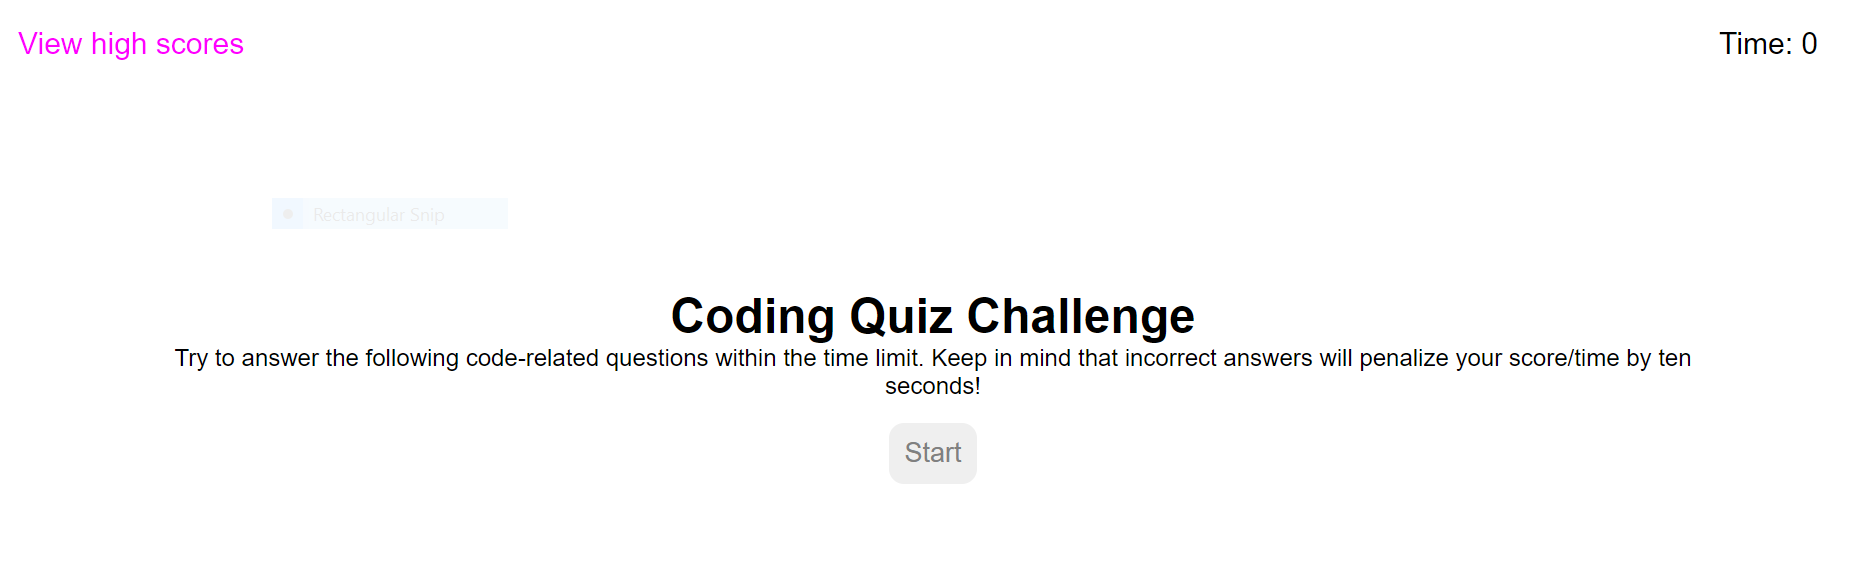 View high scores
Time: 0
Rectangular Snip
Coding Quiz Challenge
Try to answer the following code-related questions within the time limit. Keep in mind that incorrect answers will penalize your score/time by ten
seconds!
Start